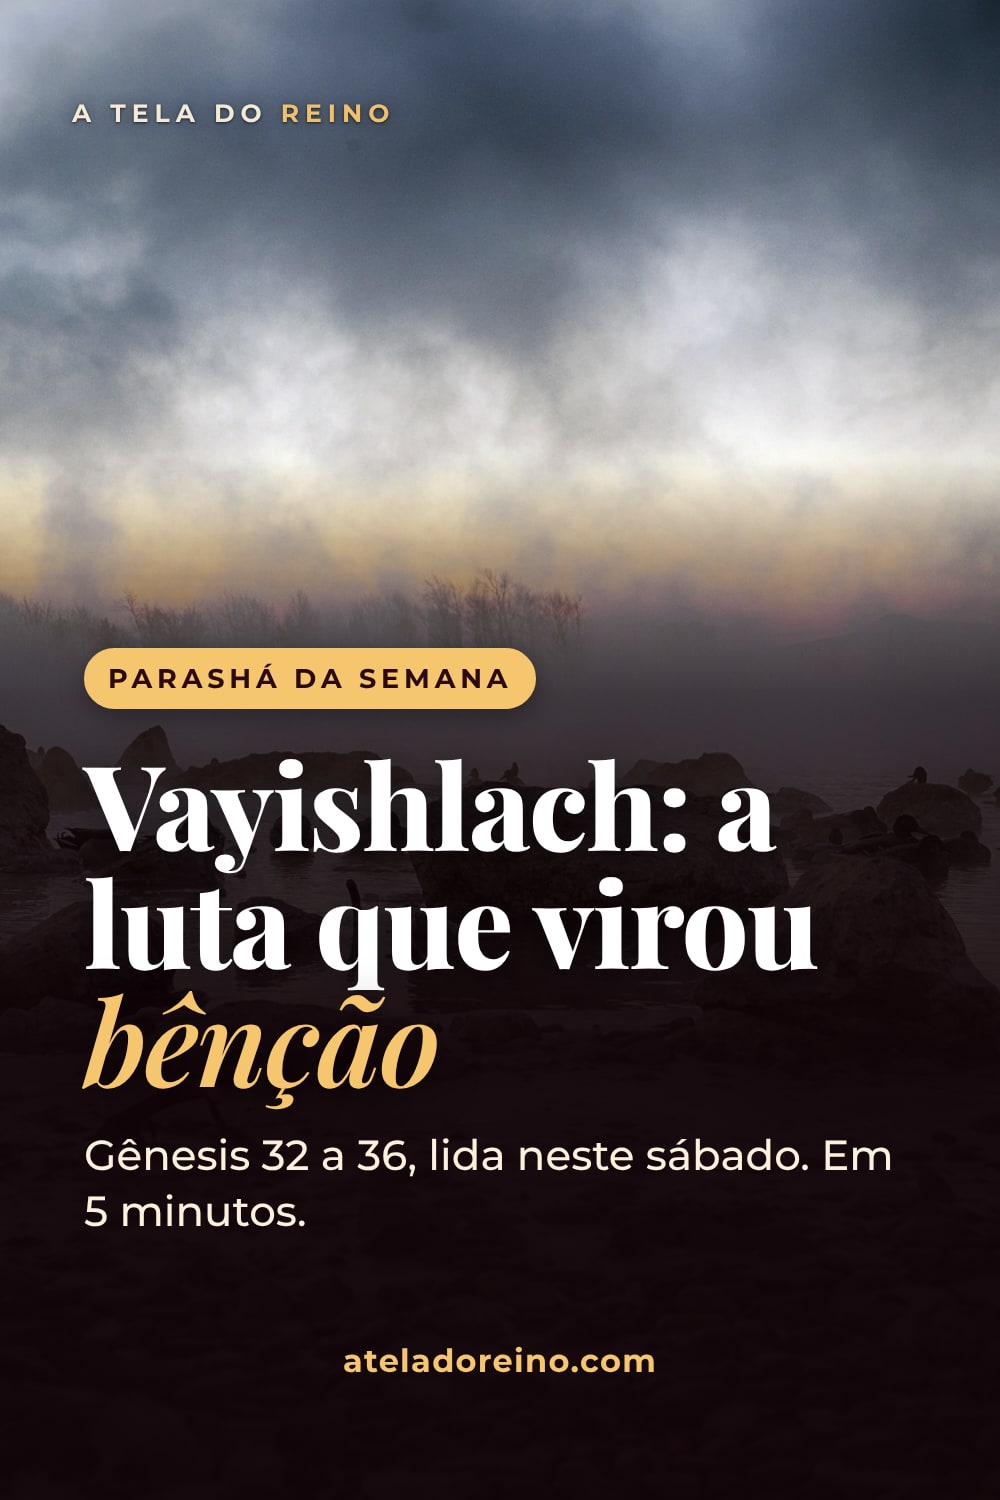 A TELA DO REINO
PARASHÁ DA SEMANA
Vayishlach: a
luta que virou
bênção
Gênesis 32 a 36, lida neste sábado. Em
5 minutos.
ateladoreino.com